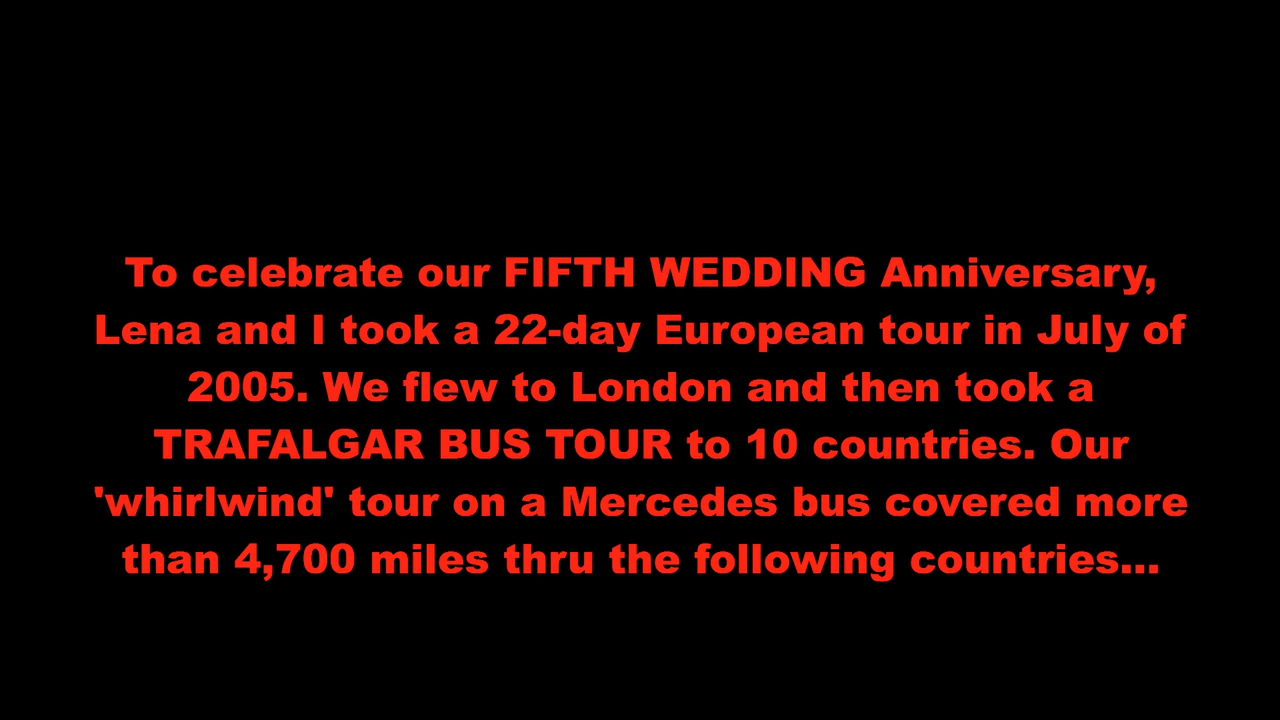 To celebrate our FIFTH WEDDING Anniversary,
Lena and I took a 22-day European tour in July of
2005. We flew to London and then took a
TRAFALGAR BUS TOUR to 10 countries. Our
'whirlwind' tour on a Mercedes bus covered more
than 4,700 miles thru the following countries...